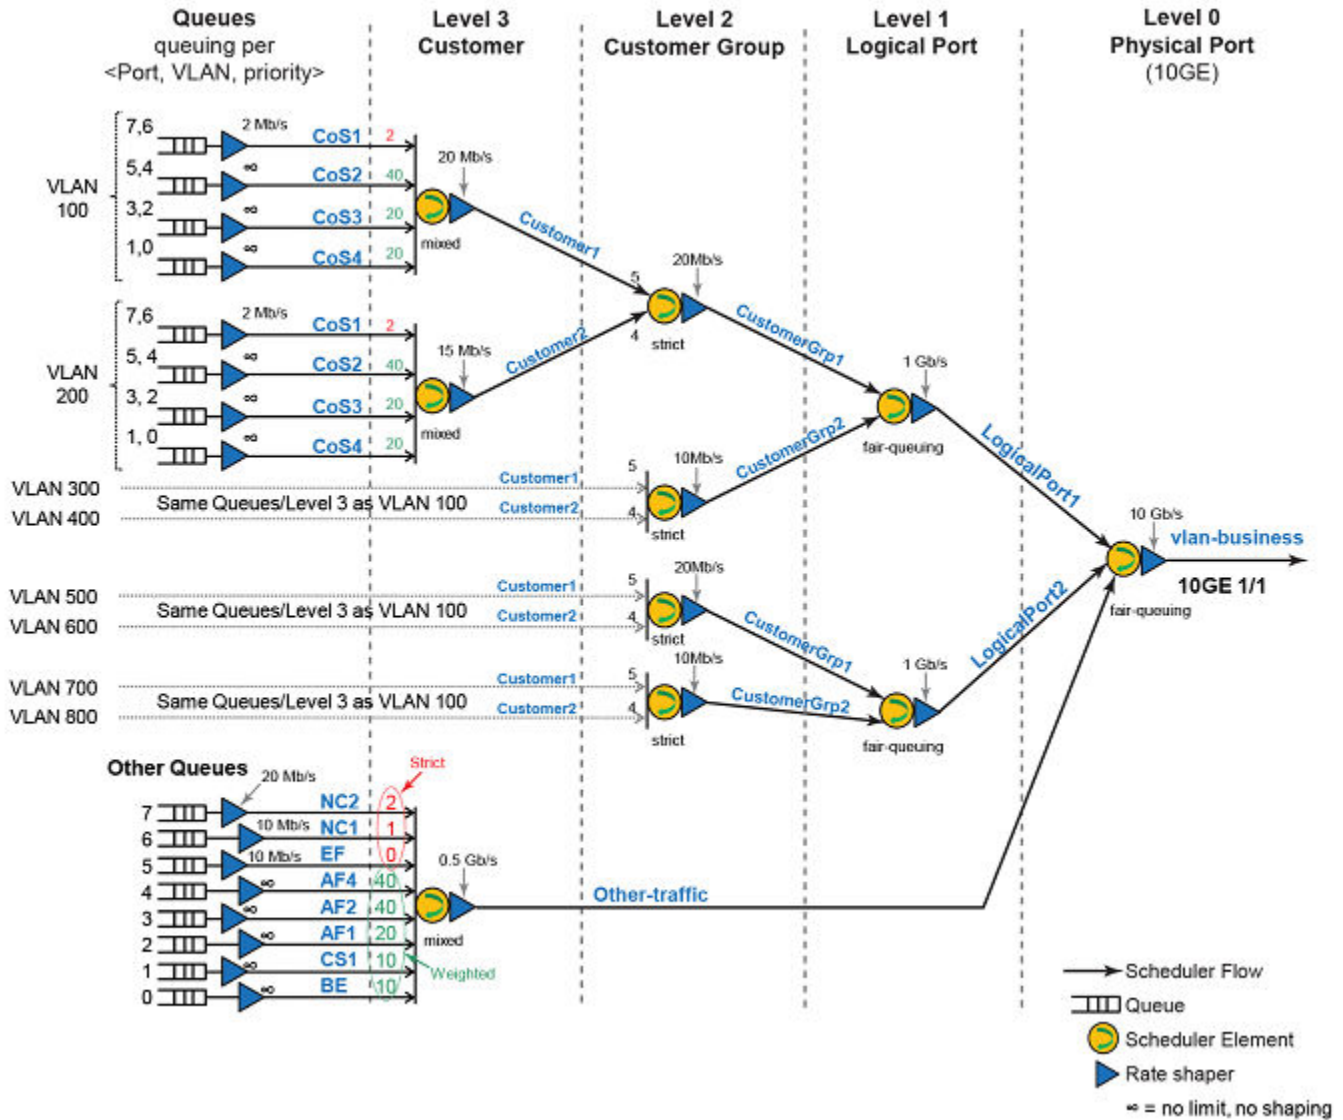 Queues
queuing per
<Port, VLAN, priority>
Level 3
Customer
Level 2
Customer Group
Level 1
Logical Port
Level 0
Physical Port
(10GE)
VLAN
100
7,6
2 Mb/s
CoS1
2
5,4
∞
CoS2
40
3,2
∞
CoS3
20
1,0
∞
CoS4
20
20 Mb/s
mixed
Customer1
VLAN
200
7,6
2 Mb/s
CoS1
2
5, 4
∞
CoS2
40
3, 2
∞
CoS3
20
1, 0
∞
CoS4
20
15 Mb/s
mixed
Customer2
5
4
20Mb/s
strict
CustomerGrp1
1 Gb/s
fair-queuing
LogicalPort1
VLAN 300
VLAN 400
Same Queues/Level 3 as VLAN 100
Customer1
Customer2
5
4
10Mb/s
strict
CustomerGrp2
VLAN 500
VLAN 600
Same Queues/Level 3 as VLAN 100
Customer1
Customer2
5
4
20Mb/s
strict
CustomerGrp1
VLAN 700
VLAN 800
Same Queues/Level 3 as VLAN 100
Customer1
Customer2
5
4
10Mb/s
strict
CustomerGrp2
1 Gb/s
fair-queuing
LogicalPort2
10 Gb/s
fair-queuing
vlan-business
10GE 1/1
Other Queues
Strict
7
20 Mb/s
NC2
2
6
10 Mb/s
NC1
1
5
10 Mb/s
EF
0
4
∞
AF4
40
3
∞
AF2
40
2
∞
AF1
20
1
∞
CS1
10
0
∞
BE
10
Weighted
0.5 Gb/s
mixed
Other-traffic
Scheduler Flow
Queue
Scheduler Element
Rate shaper
∞ = no limit, no shaping